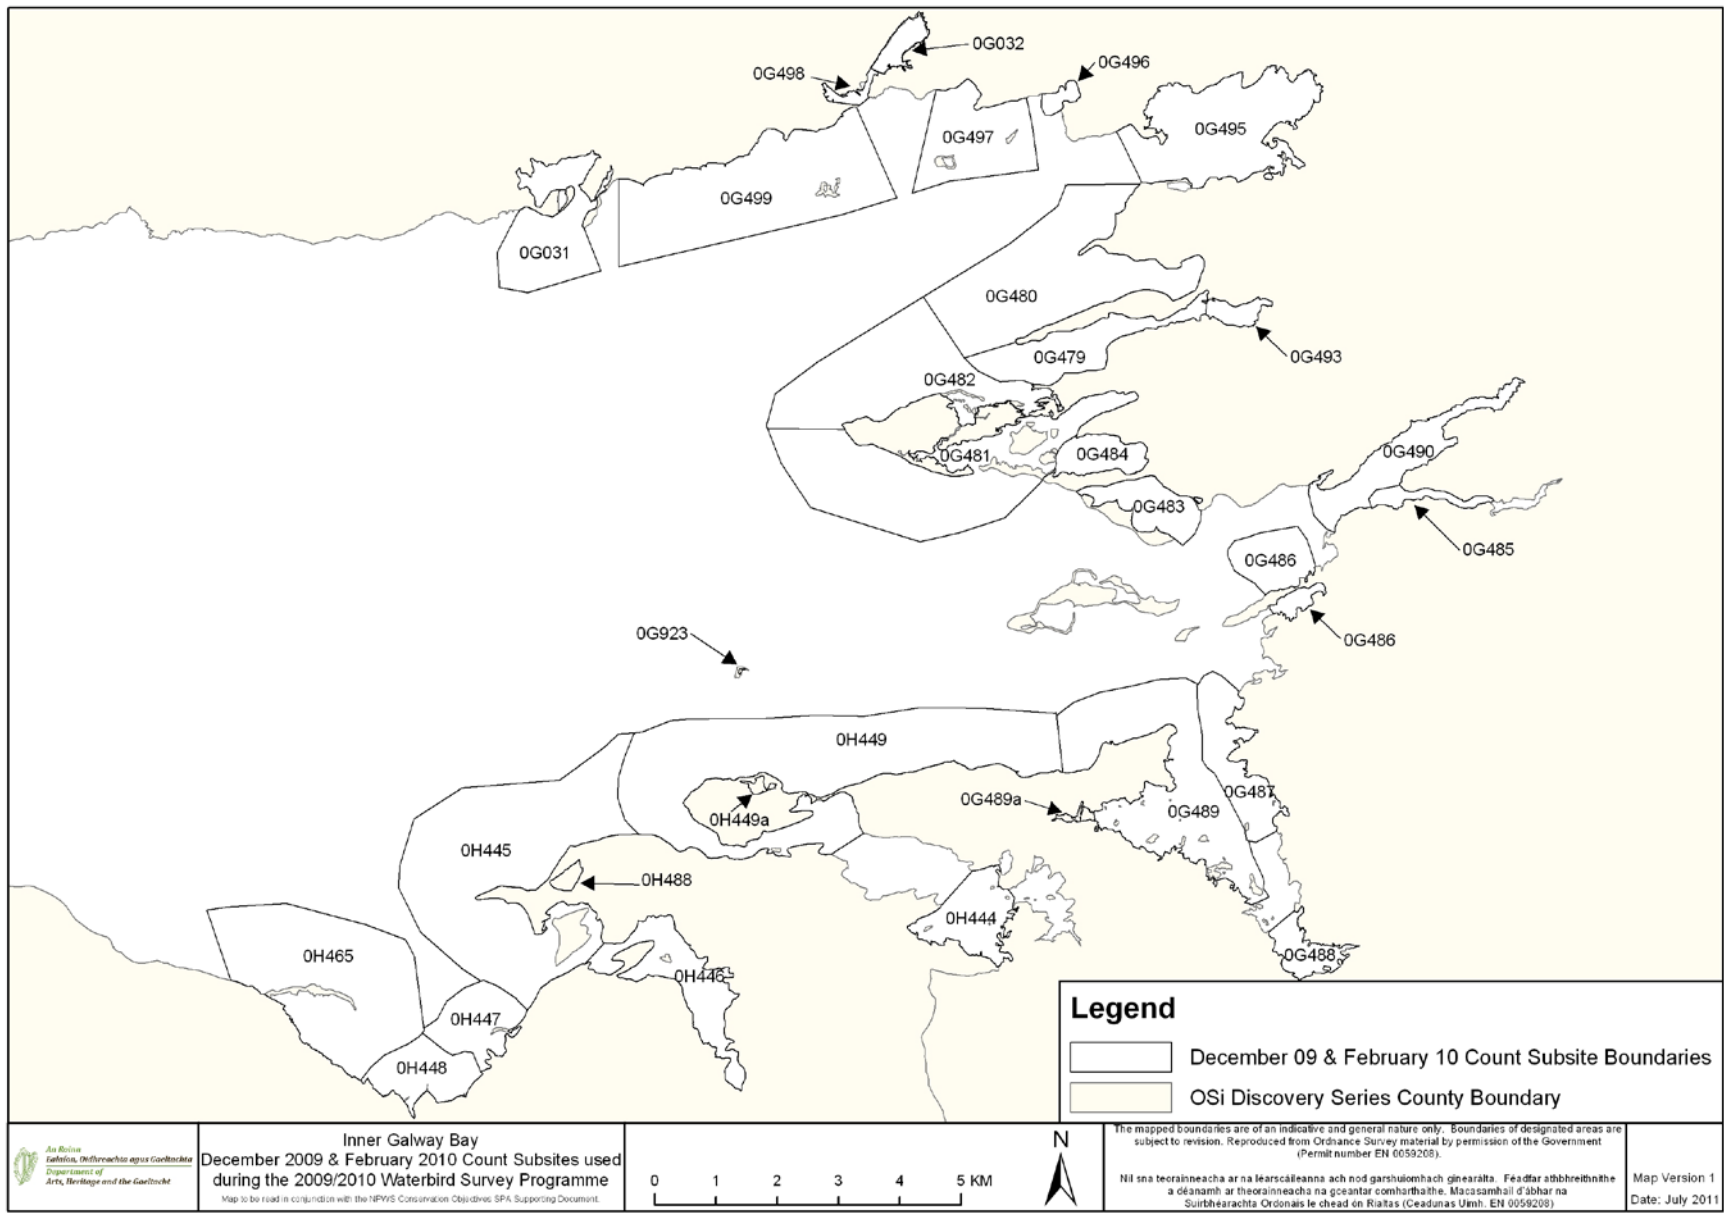 0G032
0G498
0G496
0G495
0G497
0G499
0G031
0G480
0G493
0G479
0G482
0G481
0G484
0G490
0G483
0G485
0G486
0G486
0G923
0H449
0G489a
0G487
0G489
0H449a
0H445
0H488
0H444
0G488
0H465
0H446
0H447
0H448
Legend
December 09 & February 10 Count Subsite Boundaries
OSi Discovery Series County Boundary
An Roinn
Ealaíon, Oidhreachta agus Gaeltachta
Department of
Arts, Heritage and the Gaeltacht
Inner Galway Bay
December 2009 & February 2010 Count Subsites used
during the 2009/2010 Waterbird Survey Programme
Map to be read in conjunction with the NPWS Conservation Objectives SPA Supporting Document.
0 1 2 3 4 5 KM
N
The mapped boundaries are of an indicative and general nature only. Boundaries of designated areas are
subject to revision. Reproduced from Ordnance Survey material by permission of the Government
(Permit number EN 0059208).
Níl sna teorainneacha ar na léarscáileanna ach nod garshuiomhach ginearálta. Féadfar athbhreithnithe
a déanamh ar theorainneacha na gceantar comharthaithe. Macasamhail d'ábhar na
Suirbhéarachta Ordonais le chead ón Rialtas (Ceadunas Uimh. EN 0059208)
Map Version 1
Date: July 2011